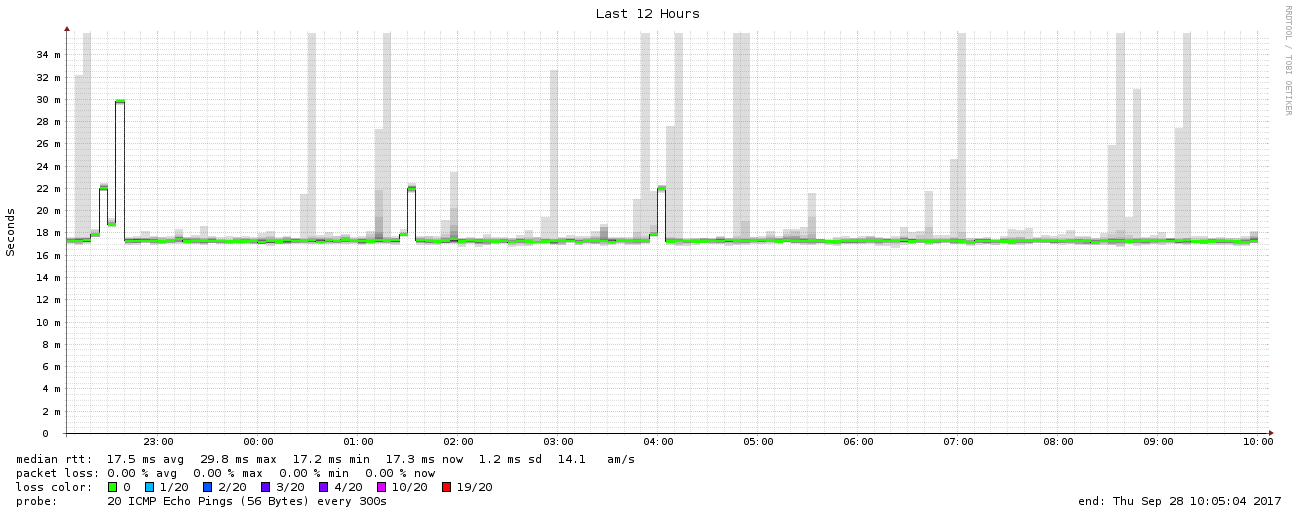 Last 12 Hours
RRDTOOL / TOBI OETIKER
Seconds
34 m
32 m
30 m
28 m
26 m
24 m
22 m
20 m
18 m
16 m
14 m
12 m
10 m
8 m
6 m
4 m
2 m
0
23:00 00:00 01:00 02:00 03:00 04:00 05:00 06:00 07:00 08:00 09:00 10:00
median rtt: 17.5 ms avg 29.8 ms max 17.2 ms min 17.3 ms now 1.2 ms sd 14.1 am/s
packet loss: 0.00 % avg 0.00 % max 0.00 % min 0.00 % now
loss color: 0 1/20 2/20 3/20 4/20 10/20 19/20
probe: 20 ICMP Echo Pings (56 Bytes) every 300s end: Thu Sep 28 10:05:04 2017